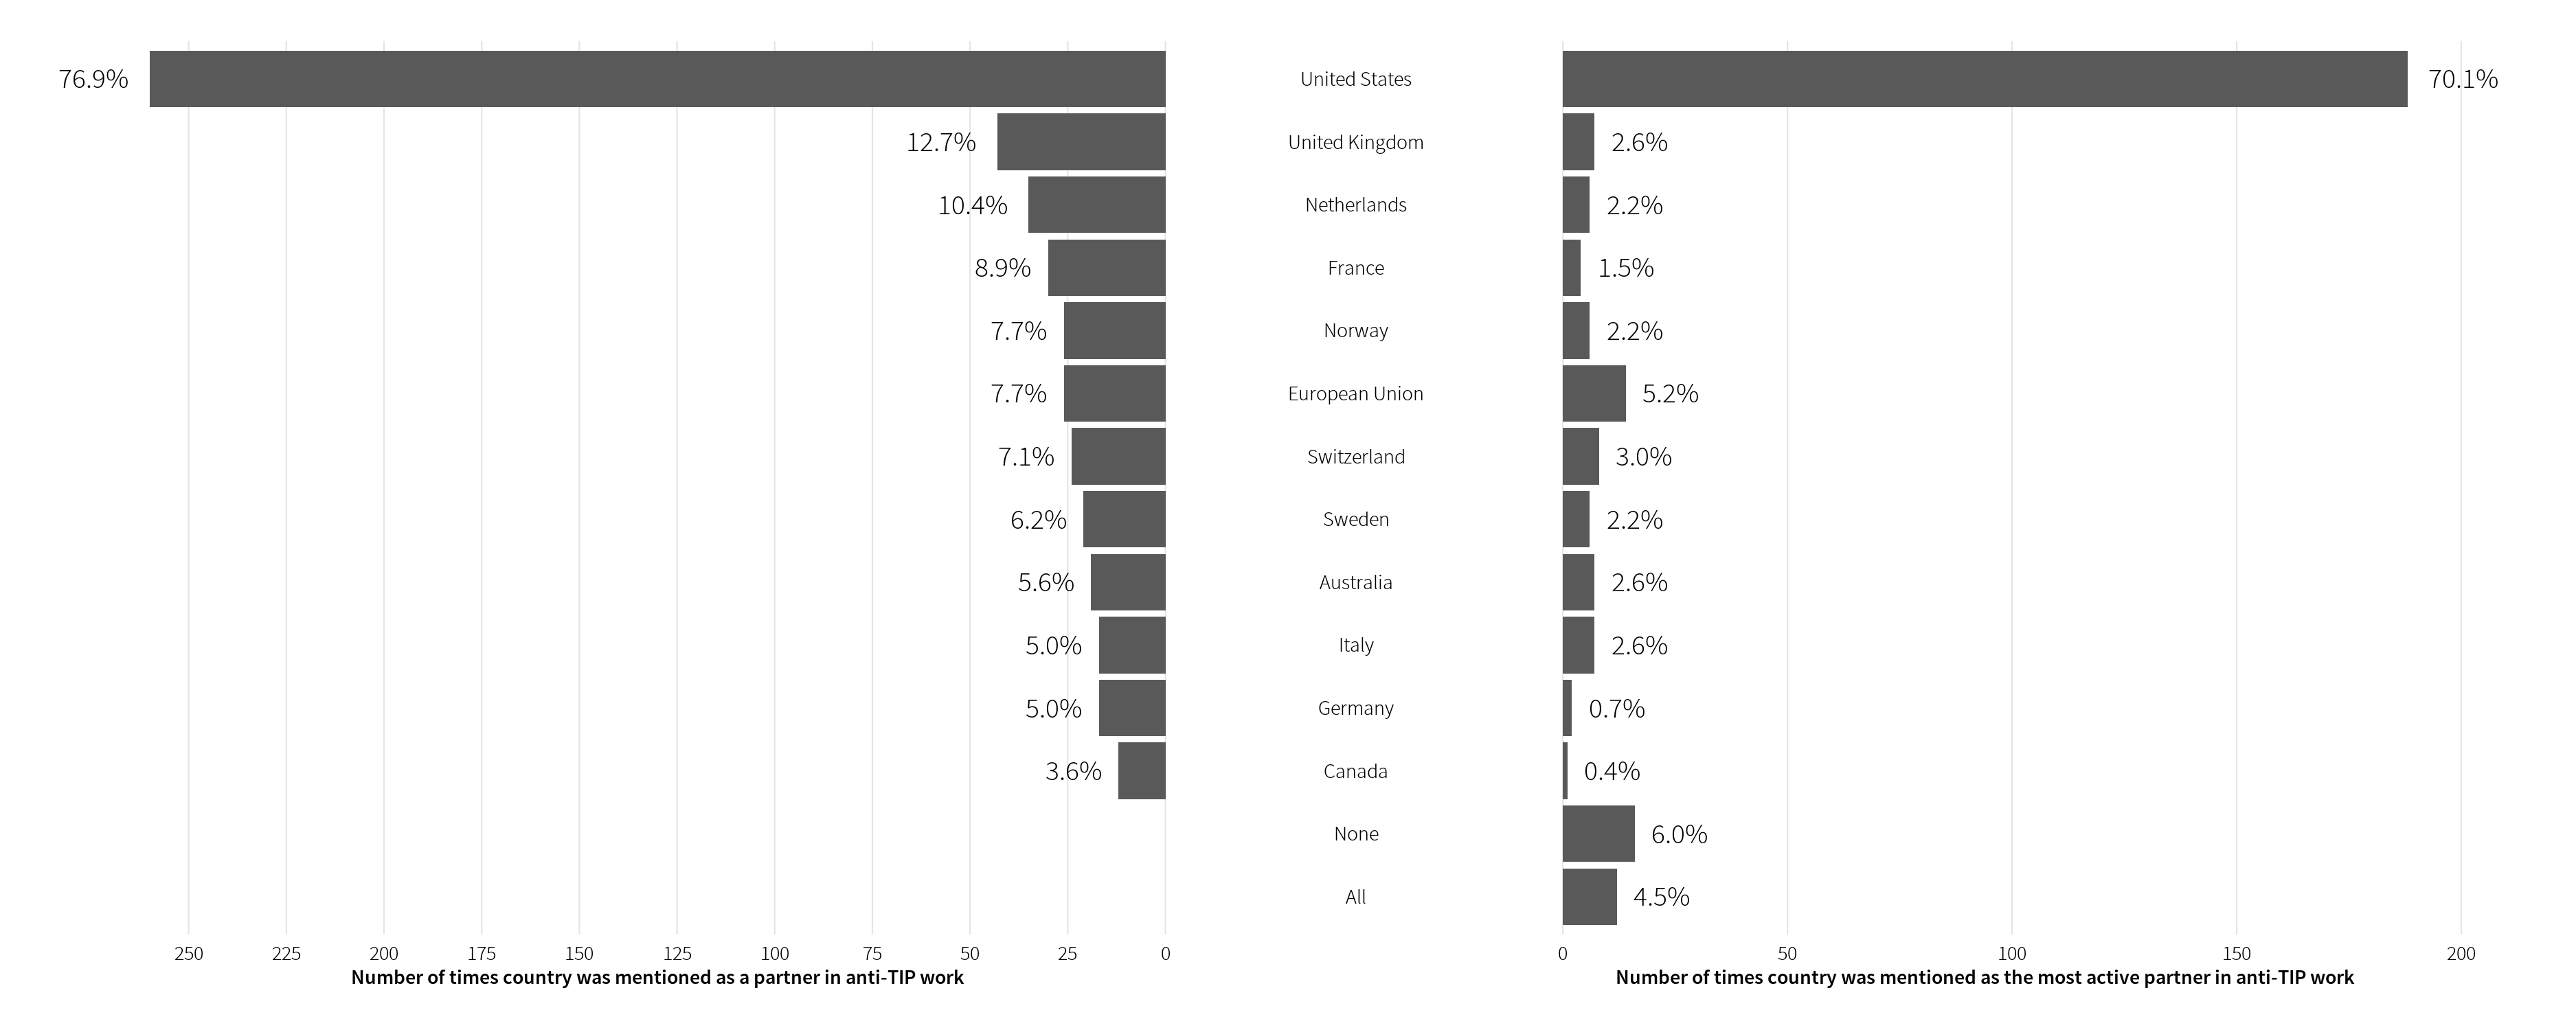 76.9% United States 70.1%
12.7% United Kingdom 2.6%
10.4% Netherlands 2.2%
8.9% France 1.5%
7.7% Norway 2.2%
7.7% European Union 5.2%
7.1% Switzerland 3.0%
6.2% Sweden 2.2%
5.6% Australia 2.6%
5.0% Italy 2.6%
5.0% Germany 0.7%
3.6% Canada 0.4%
None 6.0%
All 4.5%
250 225 200 175 150 125 100 75 50 25 0 0 50 100 150 200
Number of times country was mentioned as a partner in anti-TIP work
Number of times country was mentioned as the most active partner in anti-TIP work